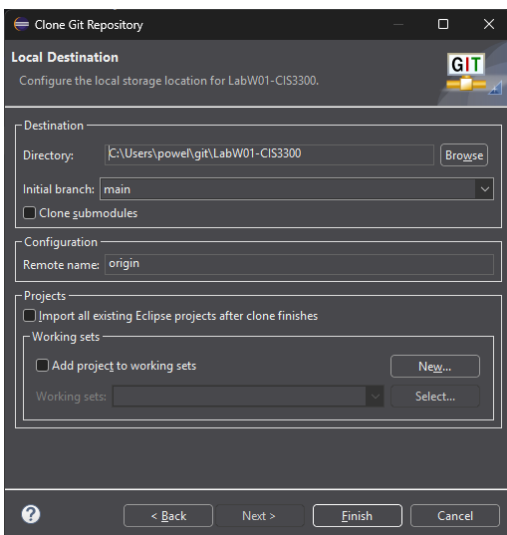 Clone Git Repository
Local Destination
Configure the local storage location for LabW01-CIS3300.
GIT
Destination
Directory: C:\Users\powel\git\LabW01-CIS3300 Browse
Initial branch: main
Clone submodules
Configuration
Remote name: origin
Projects
Import all existing Eclipse projects after clone finishes
Working sets
Add project to working sets New...
Working sets: Select...
? < Back Next > Finish Cancel